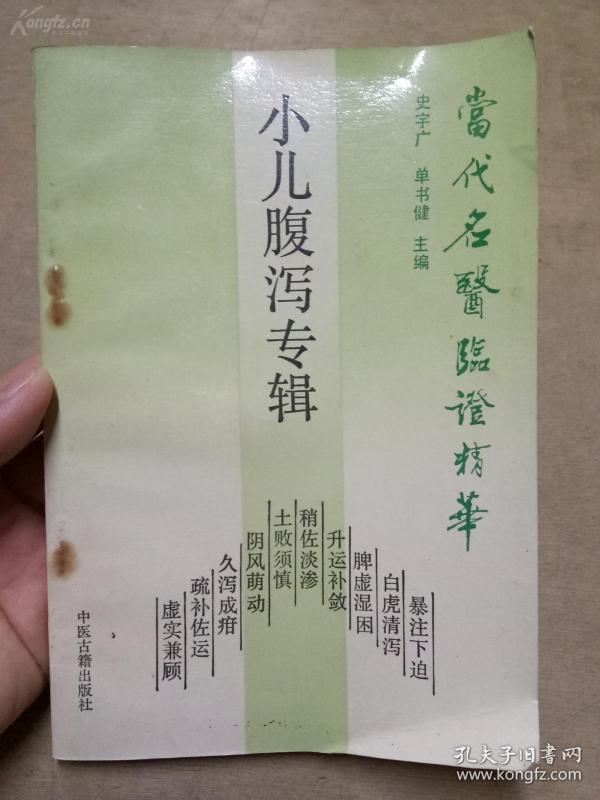 Kongfz.cn
當代名醫臨證精華
史宇广 单书健 主编
小儿腹泻专辑
暴注下迫
白虎清泻
脾虚湿困
升运补敛
稍佐淡渗
土败须慎
阴风萌动
久泻成疳
疏补佐运
虚实兼顾
中医古籍出版社
孔夫子旧书网
www.kongfz.com